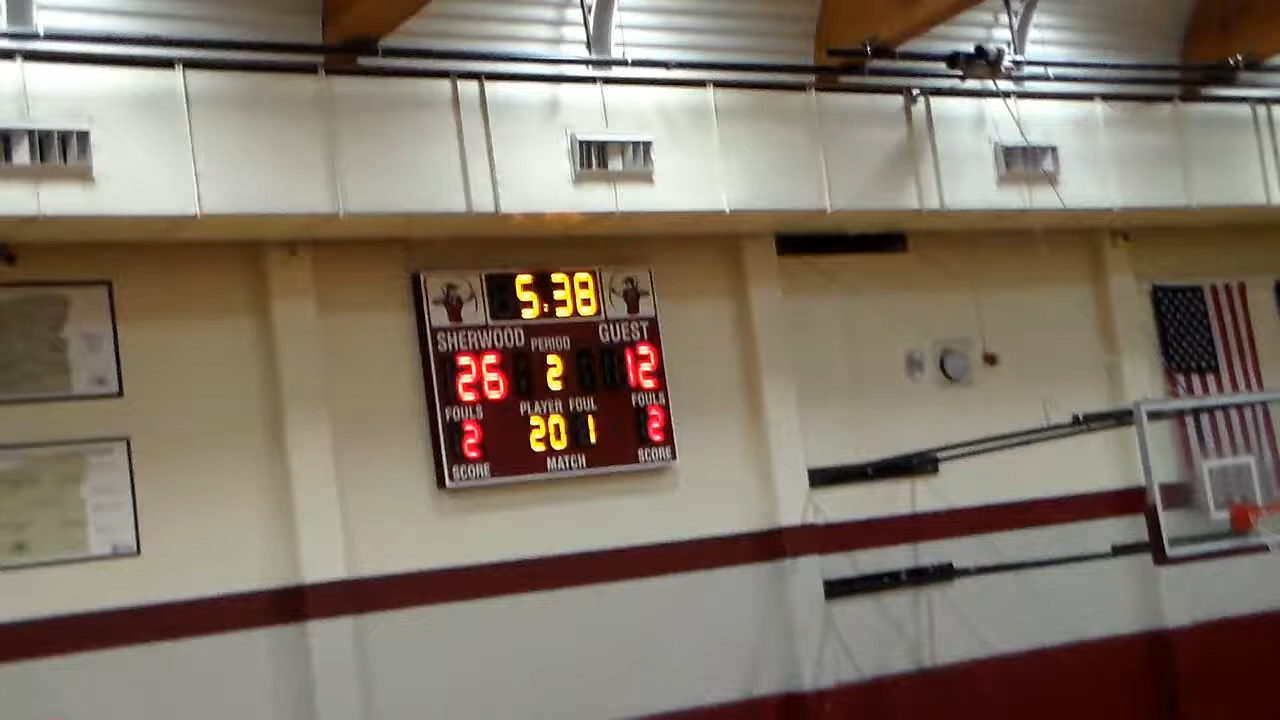 5:38
SHERWOOD GUEST
PERIOD
26 2 12
FOULS PLAYER FOUL FOULS
2 20 1 2
SCORE MATCH SCORE